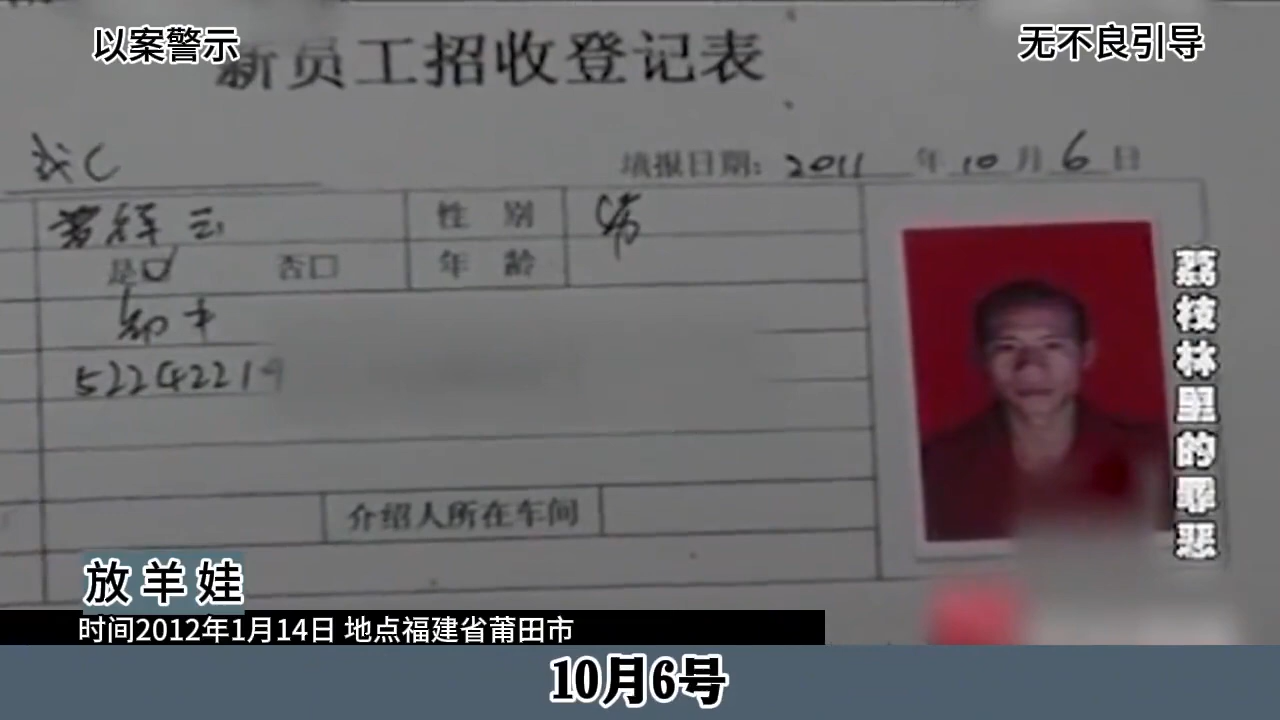 以案警示
无不良引导
新员工招收登记表
填报日期: 2011年10月6日
性别
是 否
年龄
初中
52242219
介绍人所在车间
荔枝林里的罪恶
放羊娃
时间2012年1月14日 地点福建省莆田市
10月6号